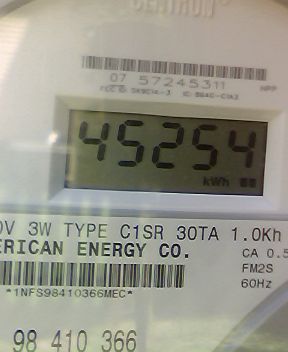 CENTRON
07 57245311
45254
kWh
0V 3W TYPE C1SR 30TA 1.0Kh
ERICAN ENERGY CO.
CA 0.5
FM2S
60Hz
*1NFS98410366MEC*
98 410 366